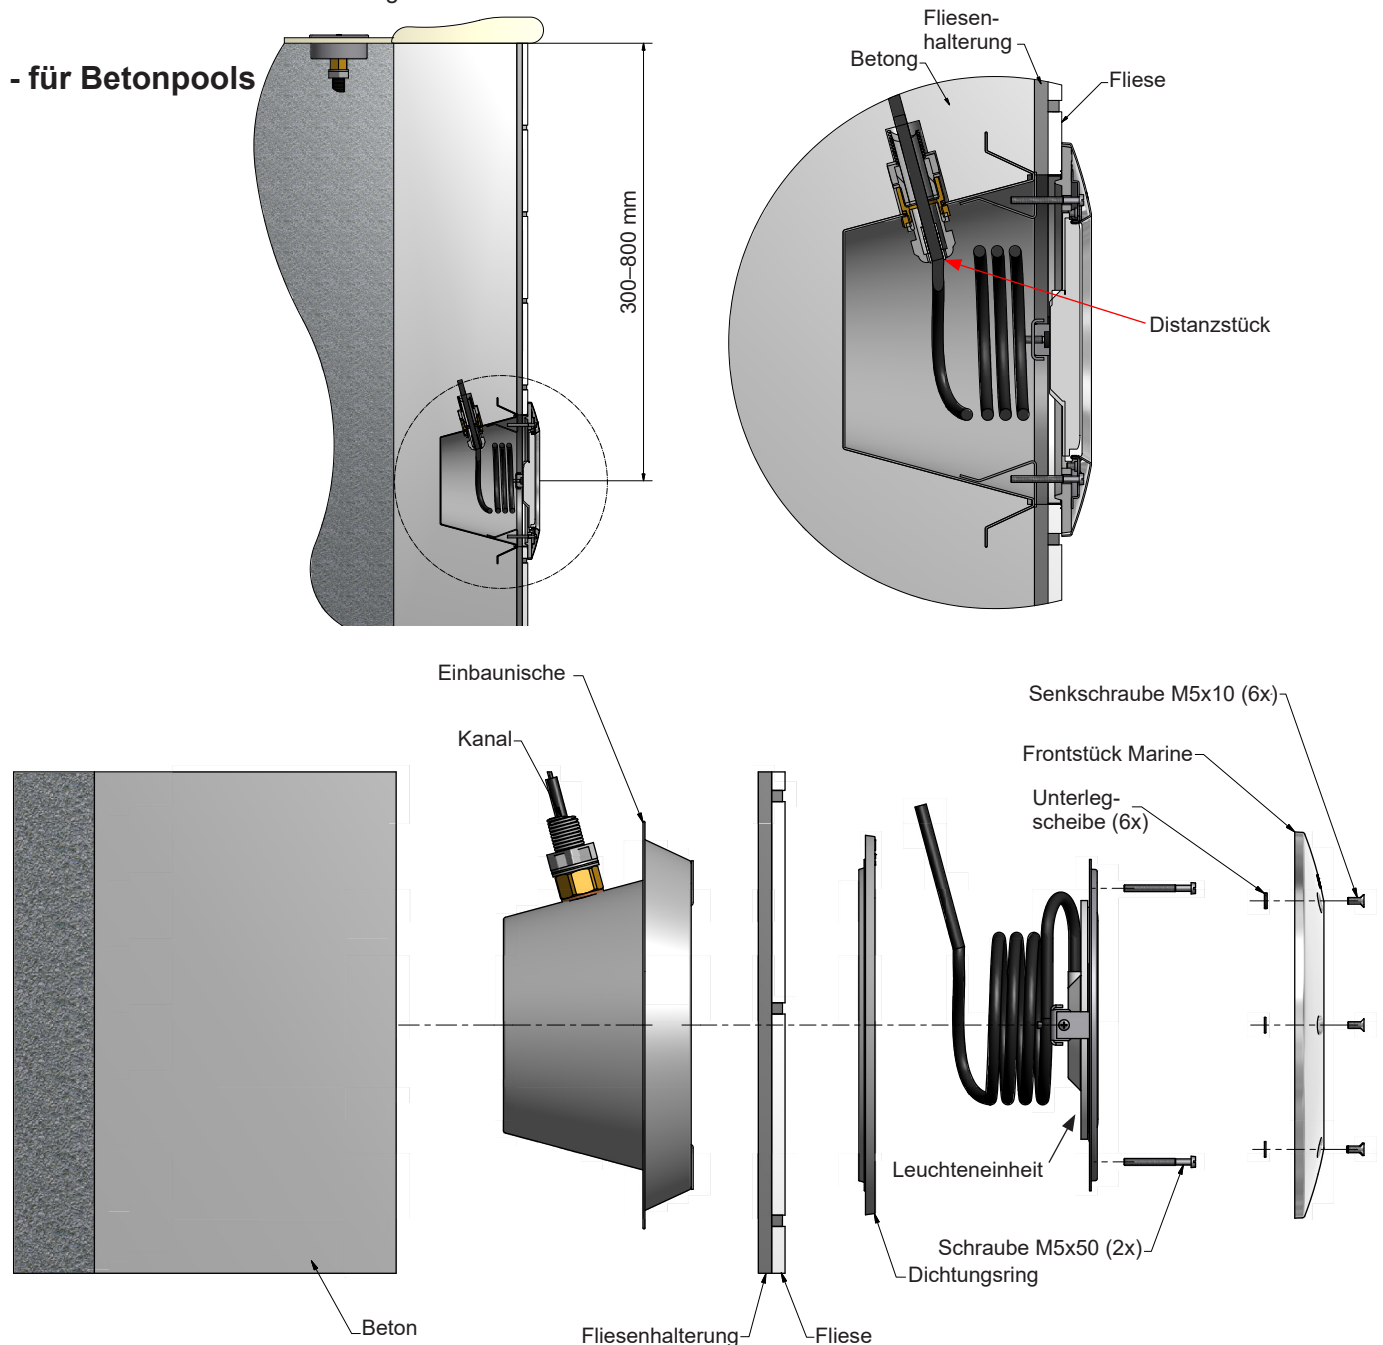 - für Betonpools
Fliesen-
halterung
Betong
Fliese
300–800 mm
Distanzstück
Einbaunische
Kanal
Senkschraube M5x10 (6x)
Frontstück Marine
Unterleg-
scheibe (6x)
Leuchteneinheit
Schraube M5x50 (2x)
Dichtungsring
Beton
Fliesenhalterung
Fliese